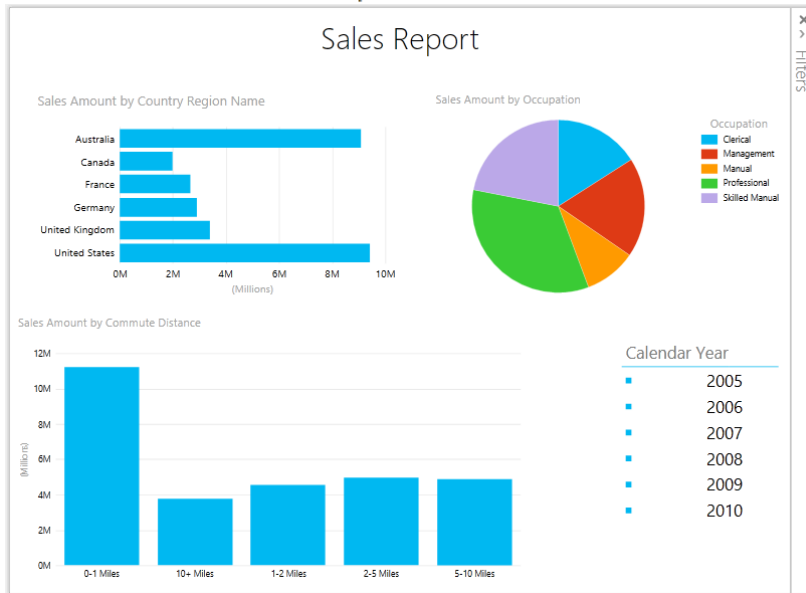 Sales Report
Filters
Sales Amount by Country Region Name
Australia
Canada
France
Germany
United Kingdom
United States
0M 2M 4M 6M 8M 10M
(Millions)
Sales Amount by Occupation
Occupation
Clerical
Management
Manual
Professional
Skilled Manual
Sales Amount by Commute Distance
12M
10M
8M
6M
4M
2M
0M
(Millions)
0-1 Miles 10+ Miles 1-2 Miles 2-5 Miles 5-10 Miles
Calendar Year
2005
2006
2007
2008
2009
2010